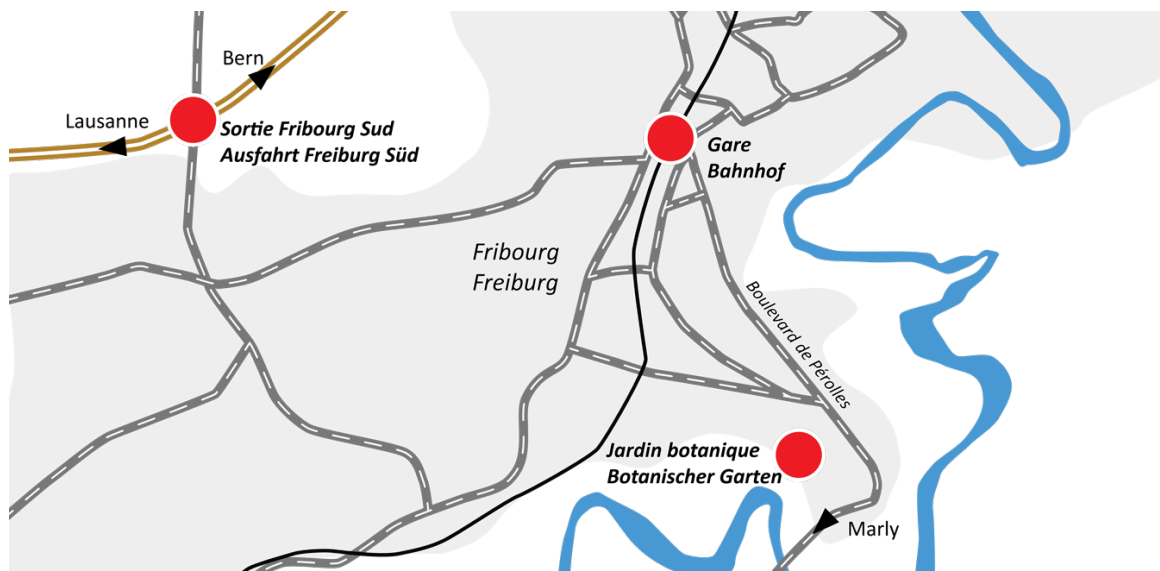 Bern
Lausanne
Sortie Fribourg Sud
Ausfahrt Freiburg Süd
Gare
Bahnhof
Fribourg
Freiburg
Boulevard de Pérolles
Jardin botanique
Botanischer Garten
Marly